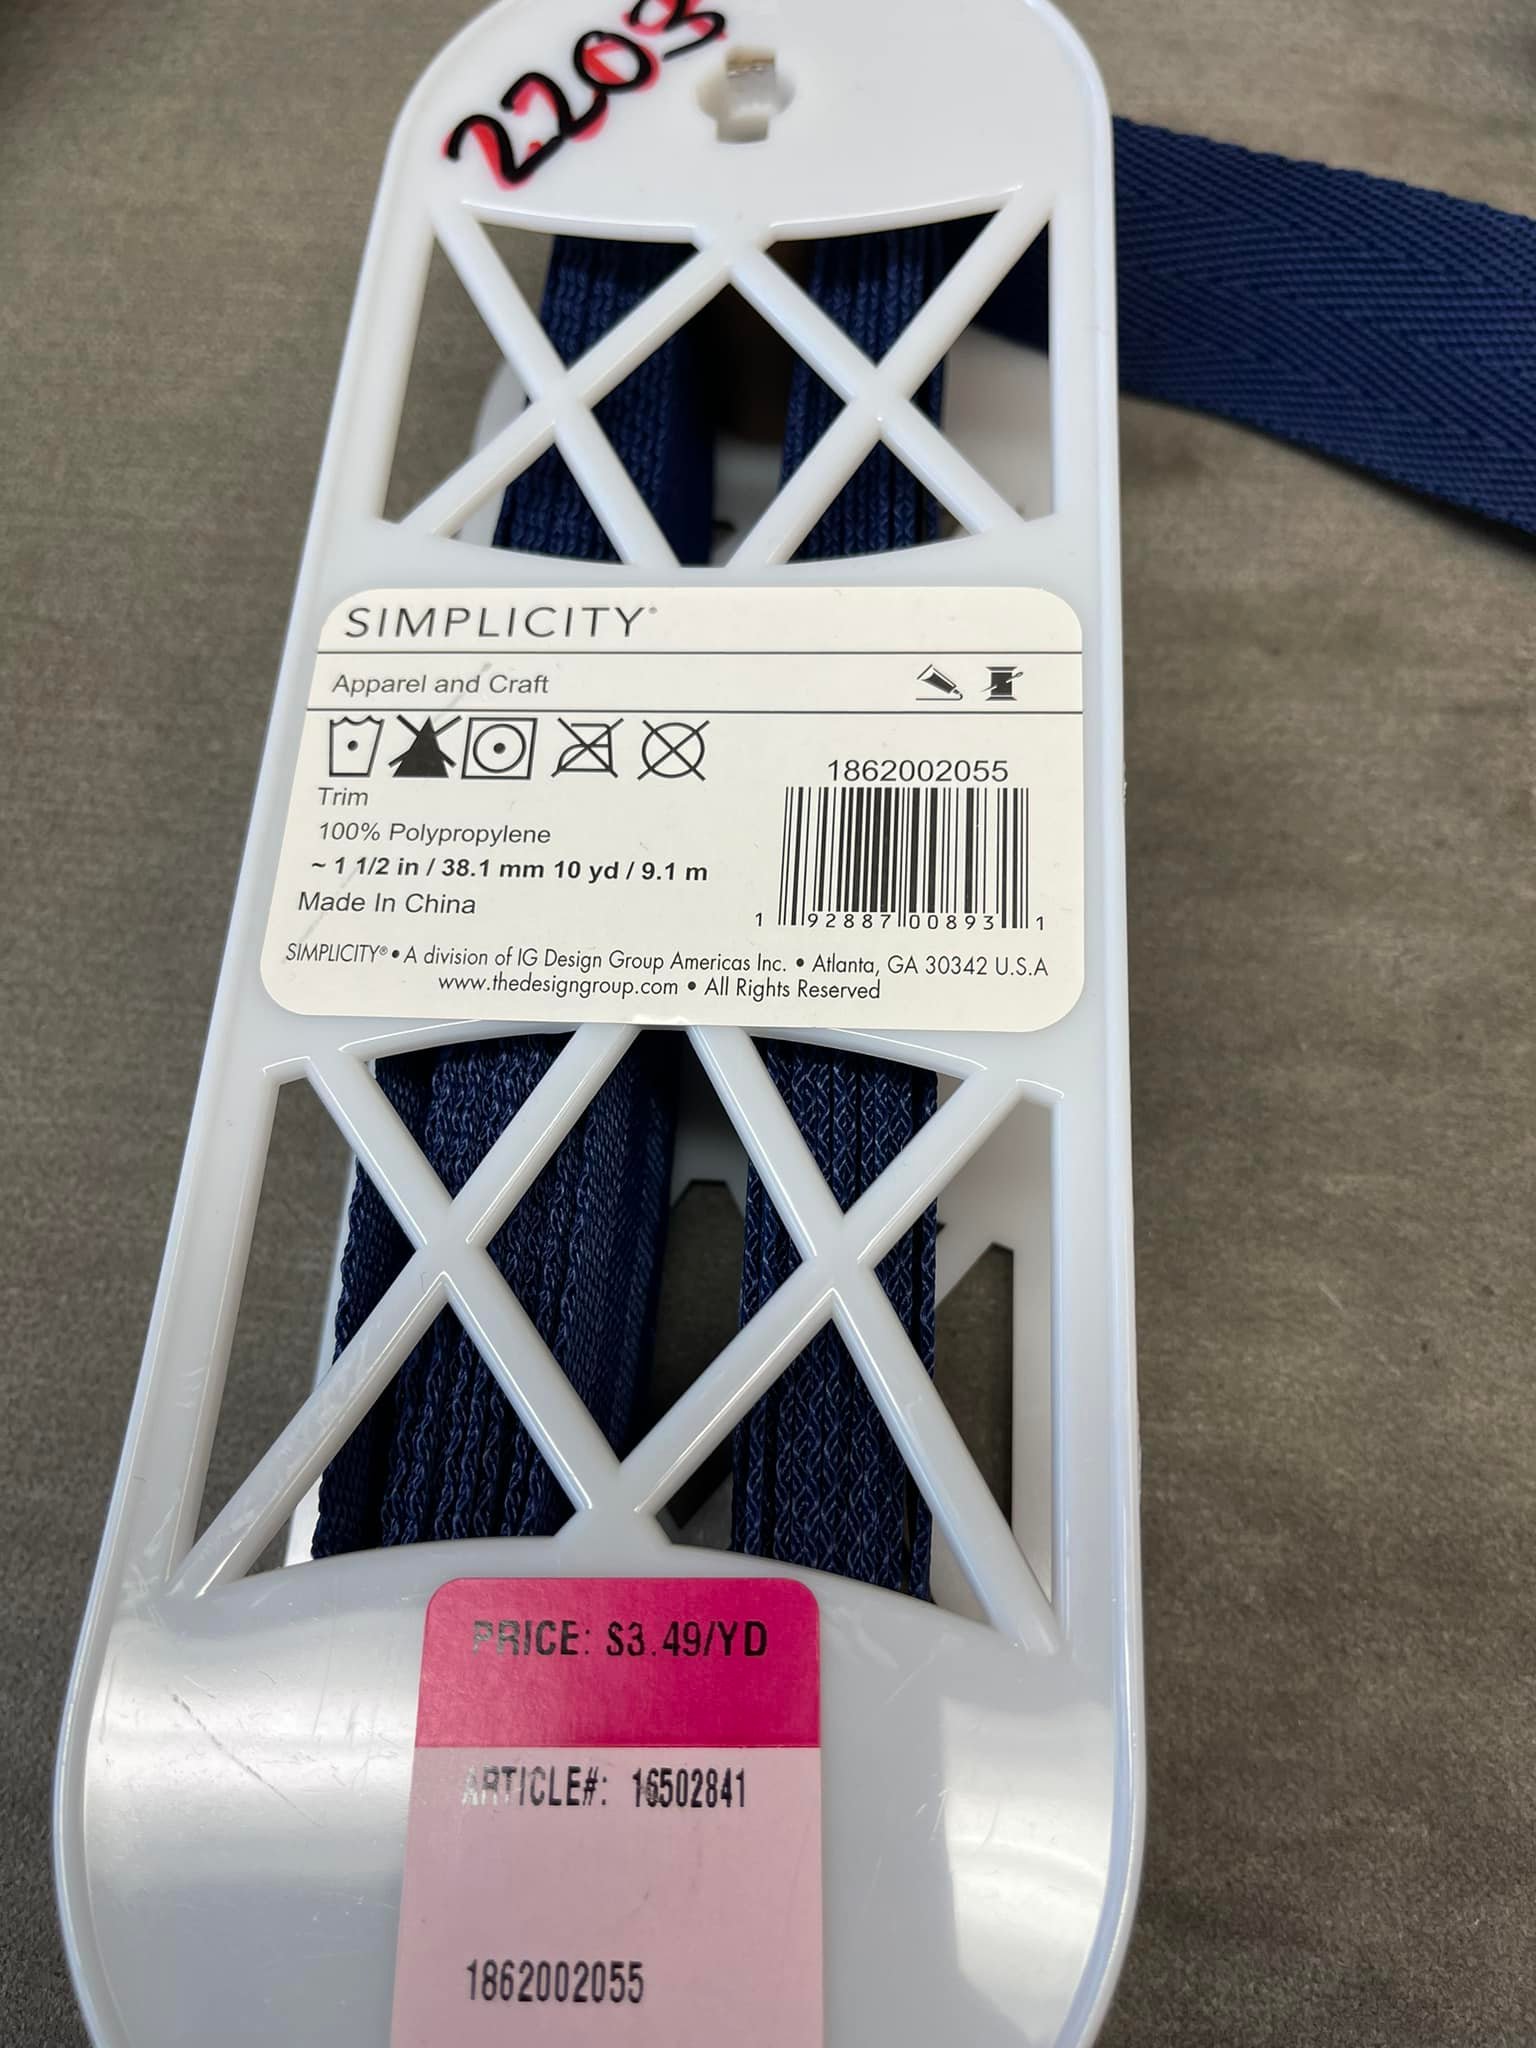 2203
SIMPLICITY®
Apparel and Craft
1862002055
Trim
100% Polypropylene
~ 1 1/2 in / 38.1 mm 10 yd / 9.1 m
Made In China
1 92887 00893 1
SIMPLICITY® • A division of IG Design Group Americas Inc. • Atlanta, GA 30342 U.S.A
www.thedesigngroup.com • All Rights Reserved
PRICE: $3.49/YD
ARTICLE#: 16502841
1862002055